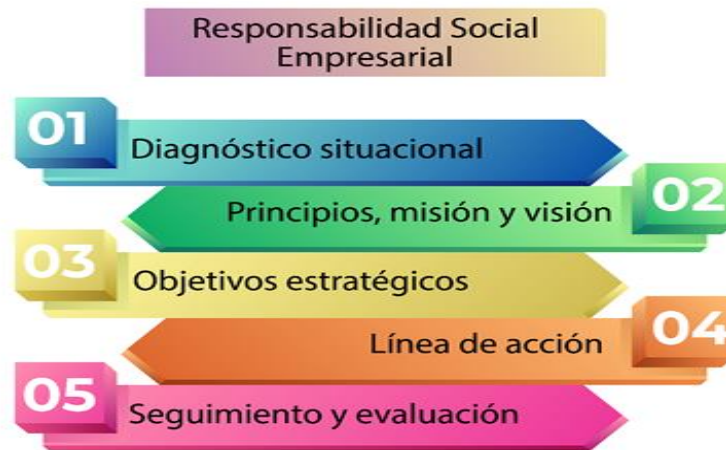 Responsabilidad Social
Empresarial
01
Diagnóstico situacional
02
Principios, misión y visión
03
Objetivos estratégicos
04
Línea de acción
05
Seguimiento y evaluación